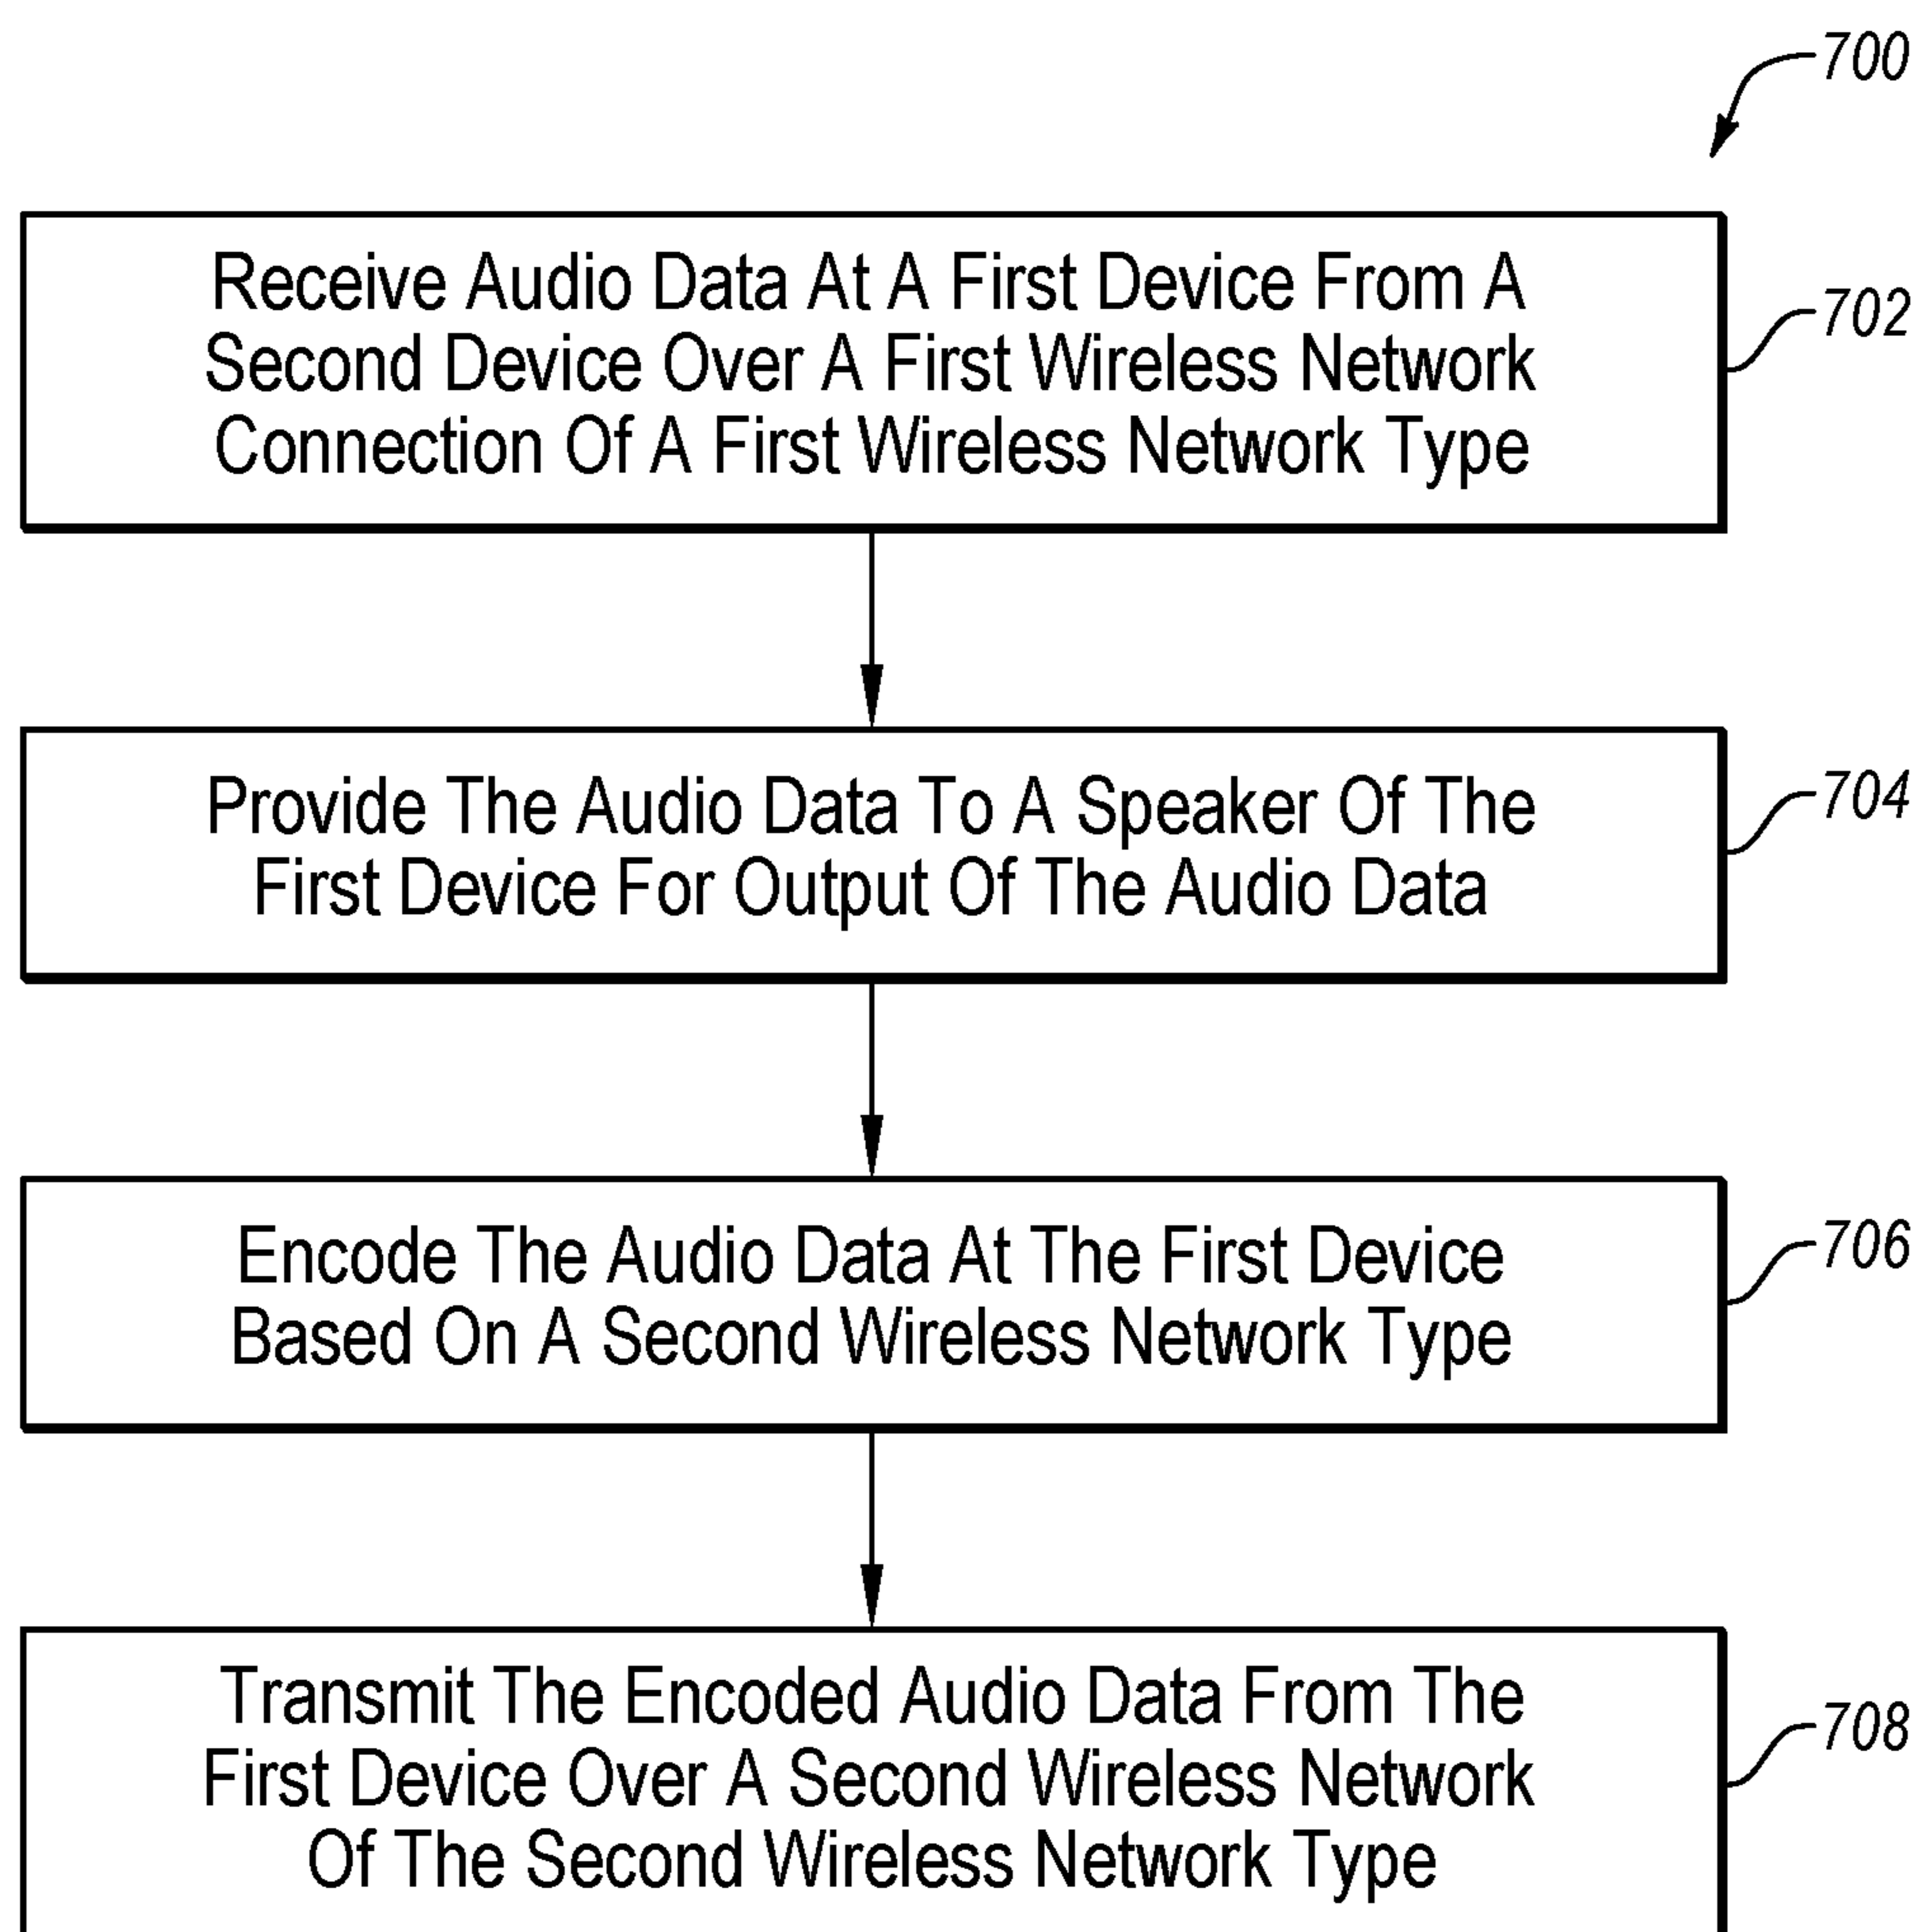 700
Receive Audio Data At A First Device From A
Second Device Over A First Wireless Network
Connection Of A First Wireless Network Type
702
Provide The Audio Data To A Speaker Of The
First Device For Output Of The Audio Data
704
Encode The Audio Data At The First Device
Based On A Second Wireless Network Type
706
Transmit The Encoded Audio Data From The
First Device Over A Second Wireless Network
Of The Second Wireless Network Type
708